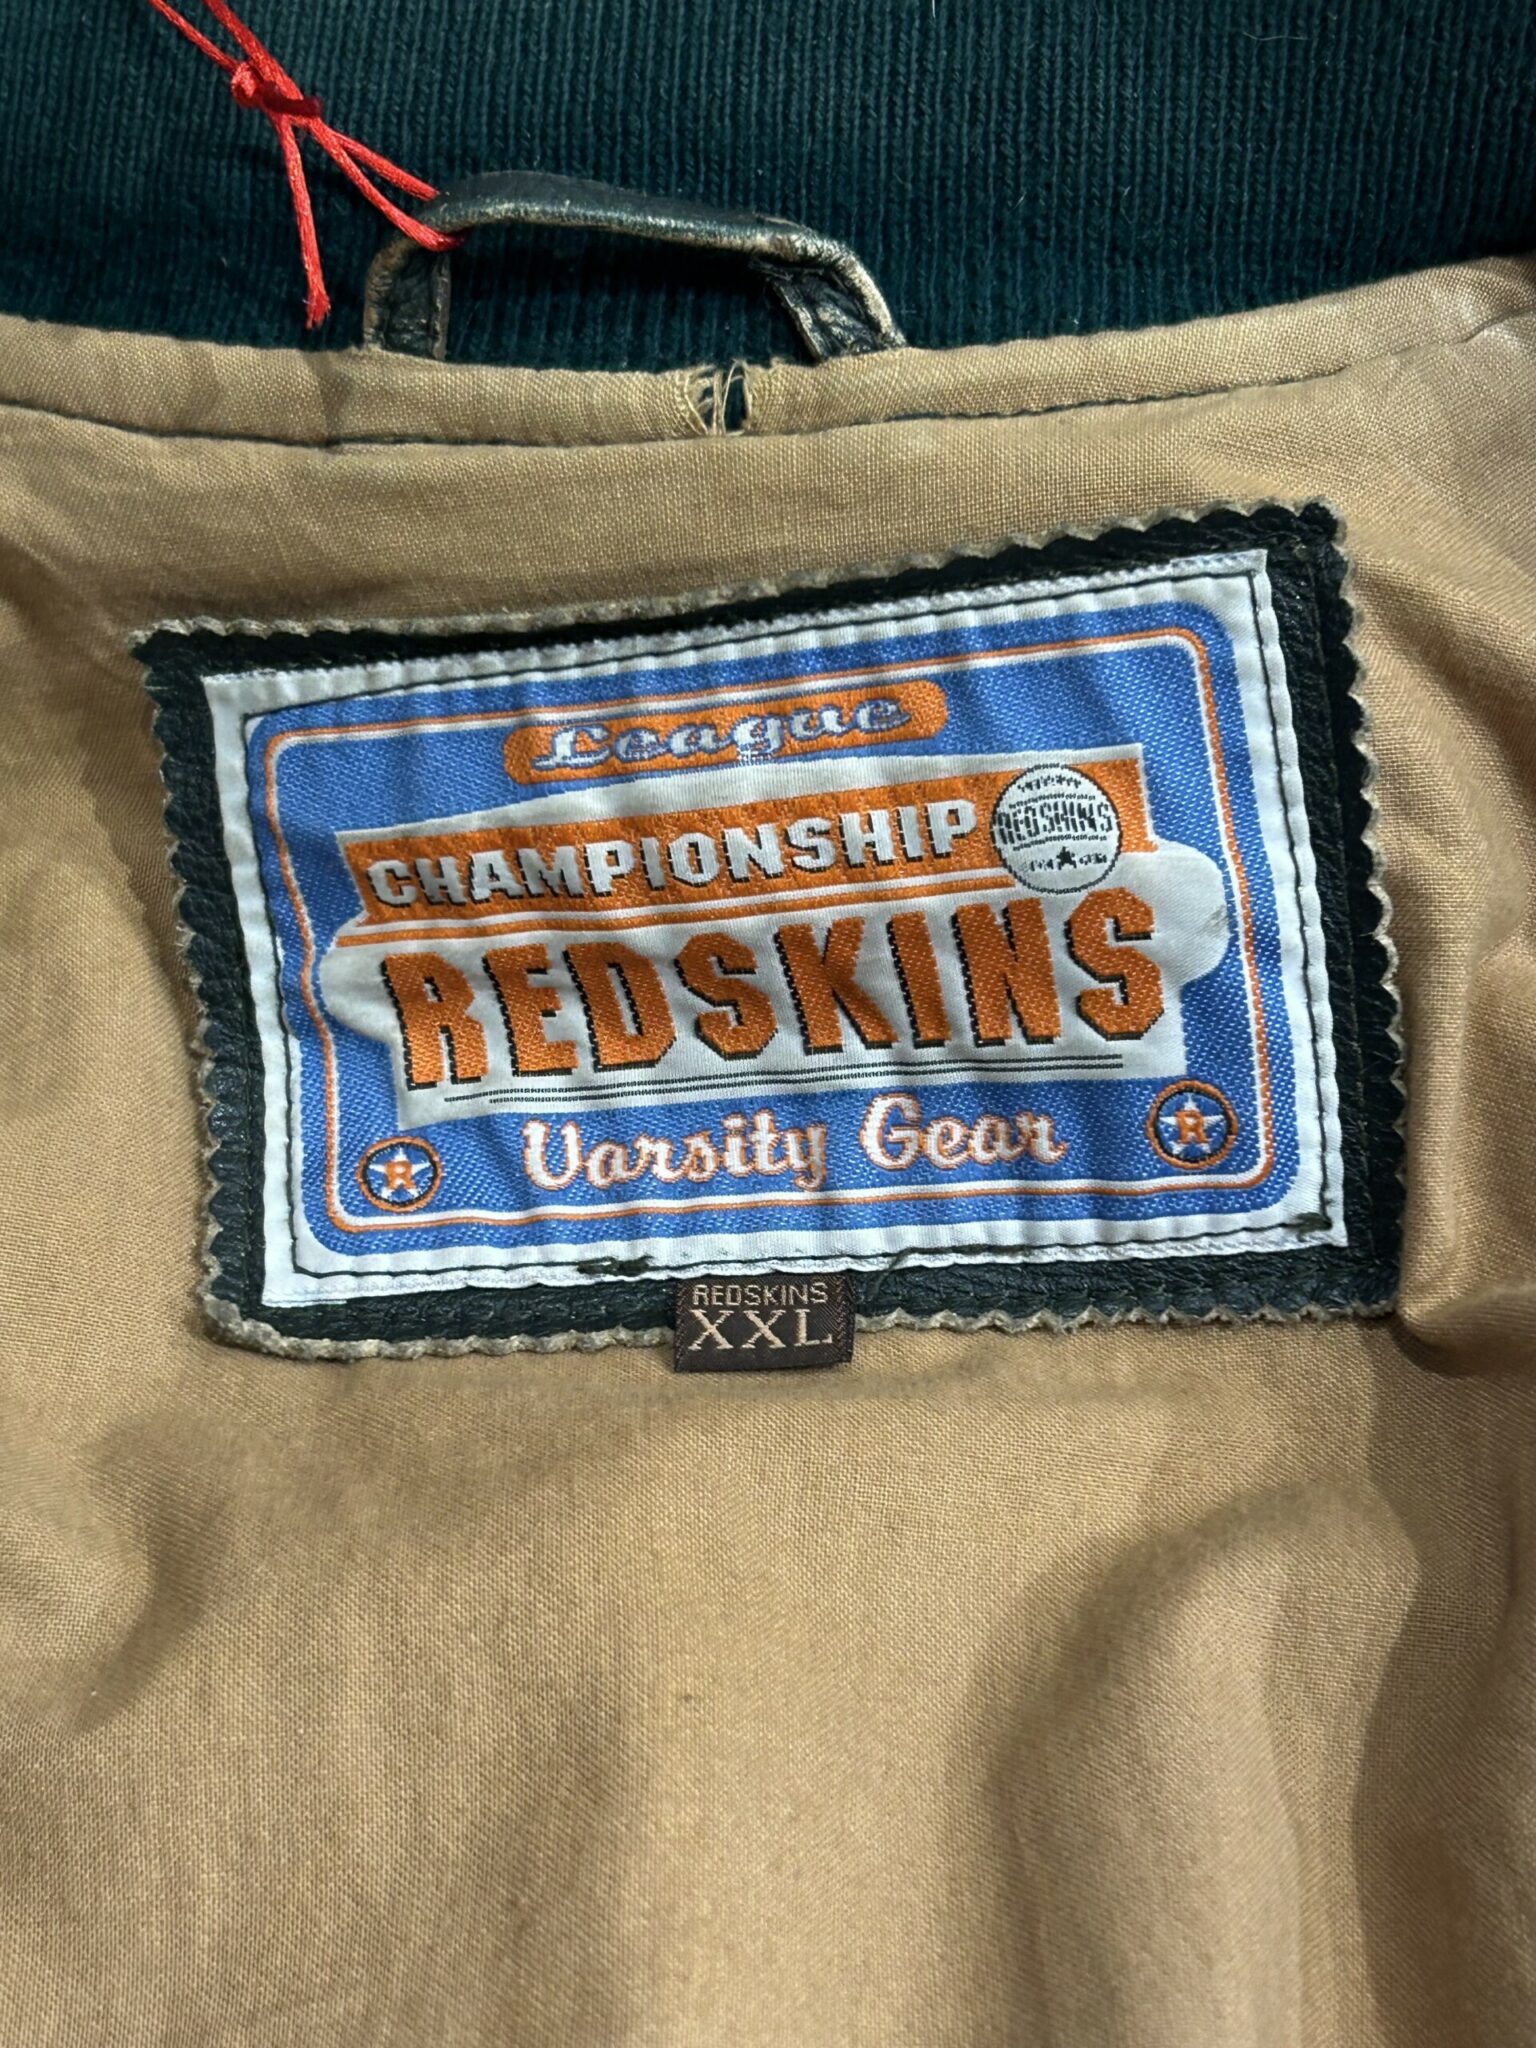 League
CHAMPIONSHIP
REDSKINS
REDSKINS
Varsity Gear
R
R
REDSKINS
XXL